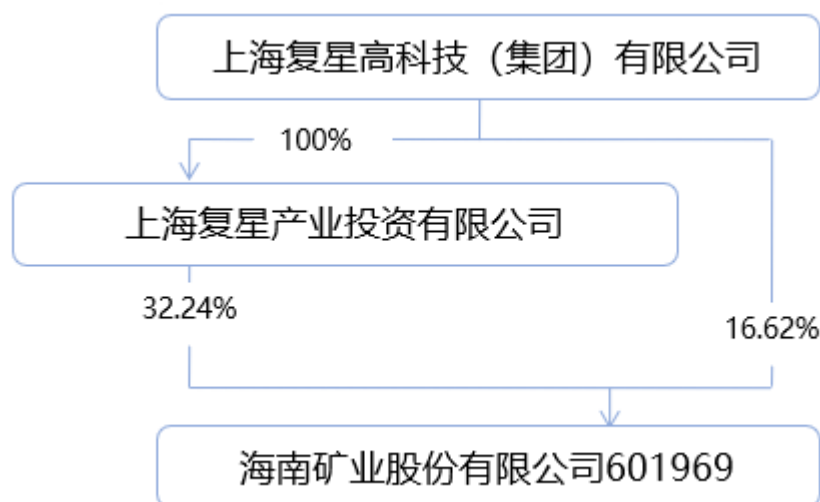 上海复星高科技（集团）有限公司
100%
上海复星产业投资有限公司
32.24%
16.62%
海南矿业股份有限公司601969